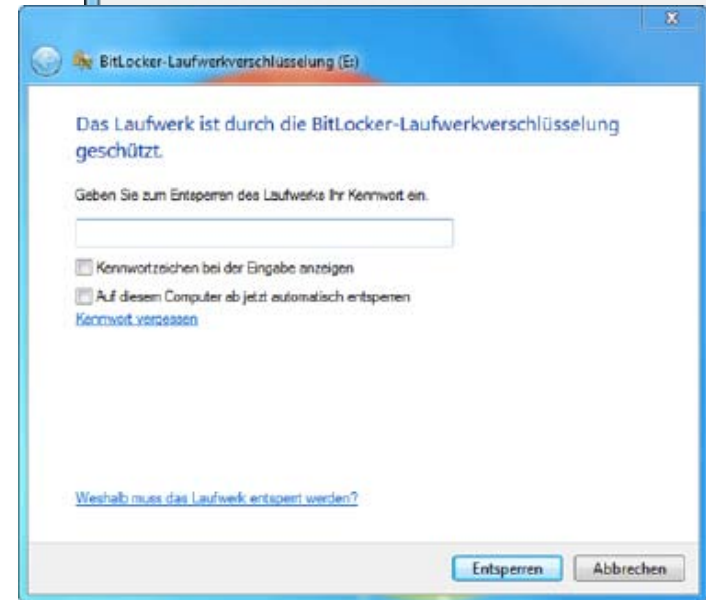 BitLocker-Laufwerkverschlüsselung (E:)
Das Laufwerk ist durch die BitLocker-Laufwerkverschlüsselung
geschützt.
Geben Sie zum Entsperren des Laufwerks Ihr Kennwort ein.
Kennwortzeichen bei der Eingabe anzeigen
Auf diesem Computer ab jetzt automatisch entsperren
Kennwort vergessen
Weshalb muss das Laufwerk entsperrt werden?
Entsperren Abbrechen